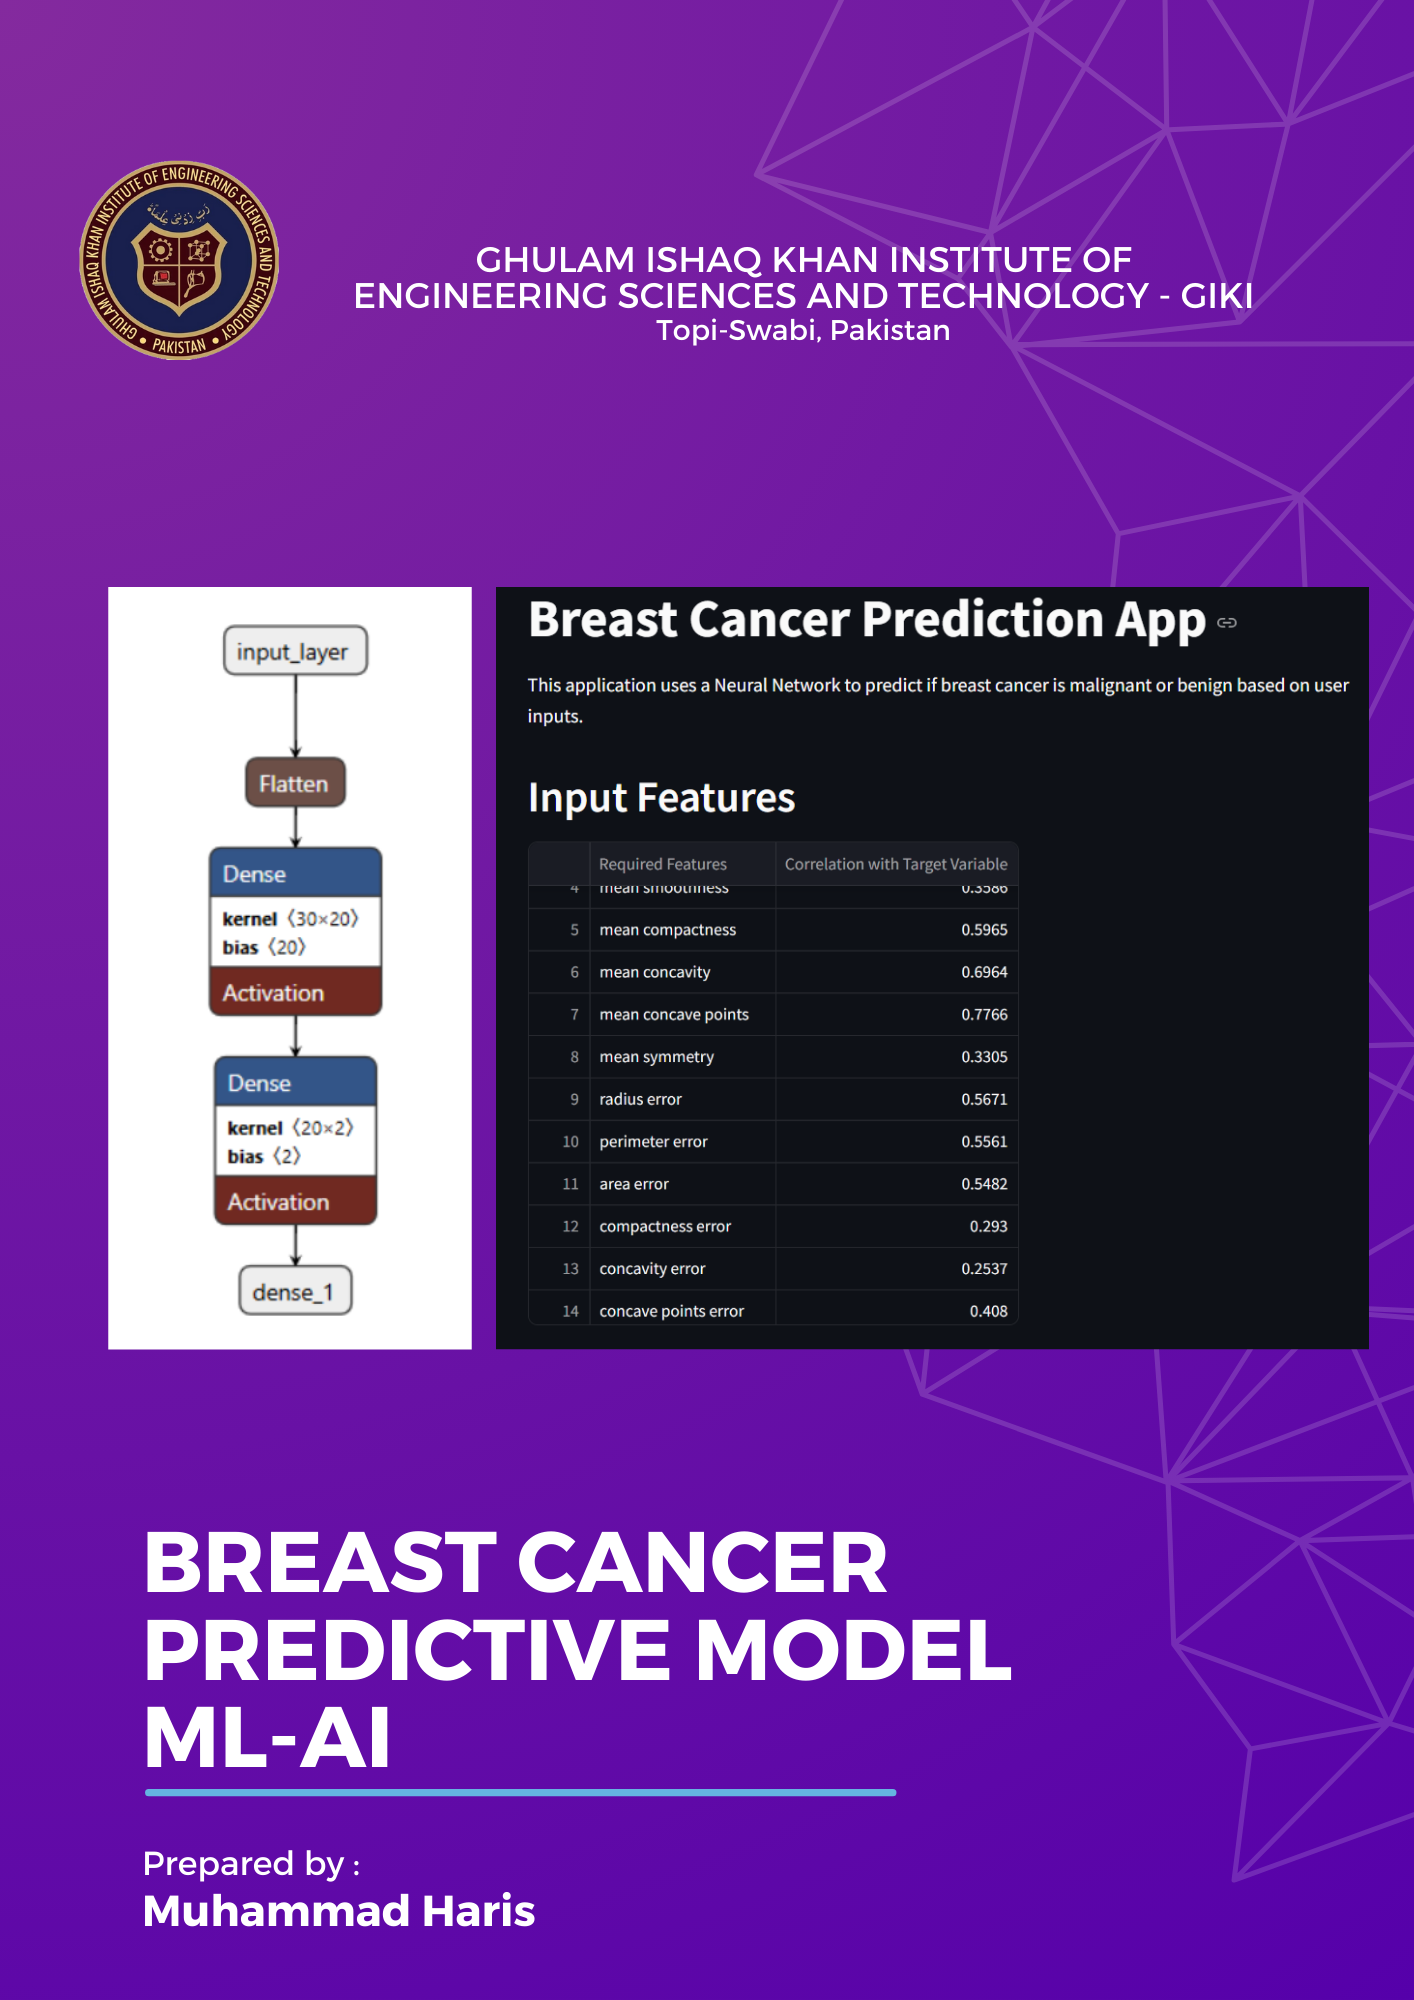 GHULAM ISHAQ KHAN INSTITUTE OF ENGINEERING SCIENCES AND TECHNOLOGY
PAKISTAN
GHULAM ISHAQ KHAN INSTITUTE OF
ENGINEERING SCIENCES AND TECHNOLOGY - GIKI
Topi-Swabi, Pakistan
input_layer
Flatten
Dense
kernel 〈30×20〉
bias 〈20〉
Activation
Dense
kernel 〈20×2〉
bias 〈2〉
Activation
dense_1
Breast Cancer Prediction App
This application uses a Neural Network to predict if breast cancer is malignant or benign based on user
inputs.
Input Features
Required Features Correlation with Target Variable
4 mean smoothness 0.3586
5 mean compactness 0.5965
6 mean concavity 0.6964
7 mean concave points 0.7766
8 mean symmetry 0.3305
9 radius error 0.5671
10 perimeter error 0.5561
11 area error 0.5482
12 compactness error 0.293
13 concavity error 0.2537
14 concave points error 0.408
BREAST CANCER
PREDICTIVE MODEL
ML-AI
Prepared by :
Muhammad Haris